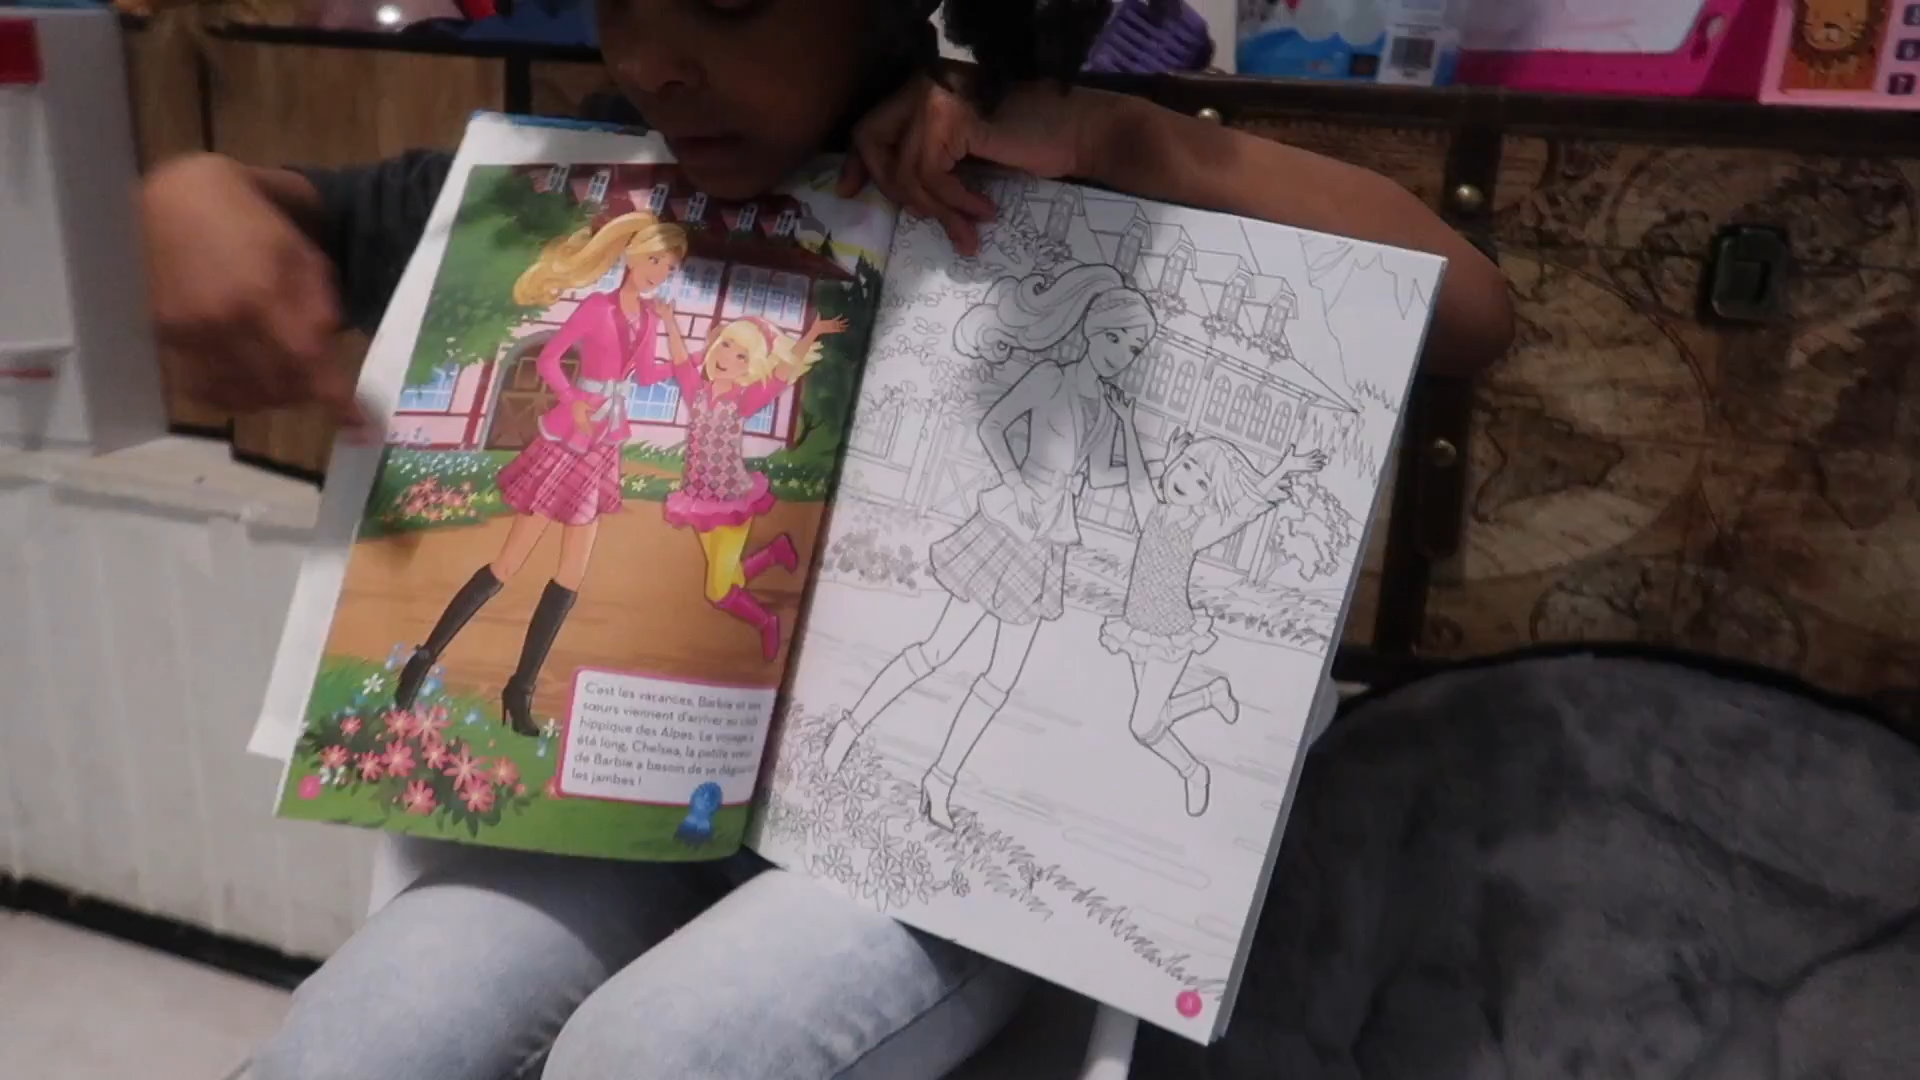 C'est les vacances, Barbie et ses
sœurs viennent d'arriver au club
hippique des Alpes. Le voyage a
été long, Chelsea, la petite sœur
de Barbie a besoin de se dégourdir
les jambes !
3